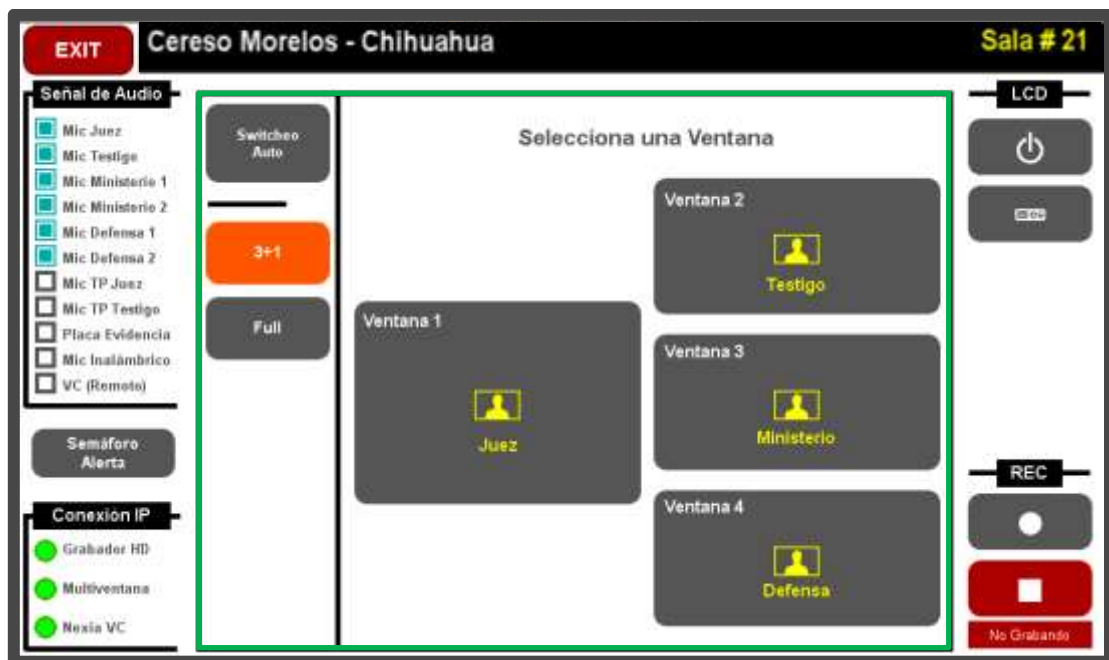 EXIT
Cereso Morelos - Chihuahua
Sala # 21
Señal de Audio
Mic Juez
Mic Testigo
Mic Ministerio 1
Mic Ministerio 2
Mic Defensa 1
Mic Defensa 2
Mic TP Juez
Mic TP Testigo
Placa Evidencia
Mic Inalámbrico
VC (Remoto)
Semáforo
Alerta
Conexión IP
Grabador HD
Multiventana
Nexia VC
Switcheo
Auto
3+1
Full
Selecciona una Ventana
Ventana 1
Juez
Ventana 2
Testigo
Ventana 3
Ministerio
Ventana 4
Defensa
LCD
REC
No Grabando